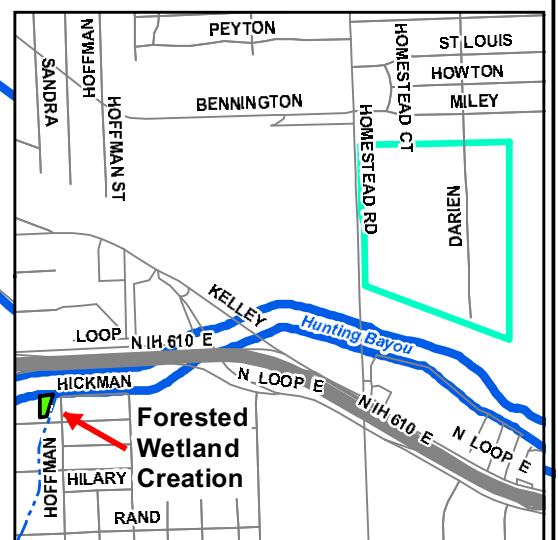 PEYTON
ST LOUIS
HOWTON
MILEY
BENNINGTON
SANDRA
HOFFMAN
HOFFMAN ST
HOMESTEAD CT
HOMESTEAD RD
DARIEN
KELLEY
Hunting Bayou
LOOP
N IH 610 E
HICKMAN
N LOOP E
N IH 610 E
N LOOP E
Forested
Wetland
Creation
HOFFMAN
HILARY
RAND